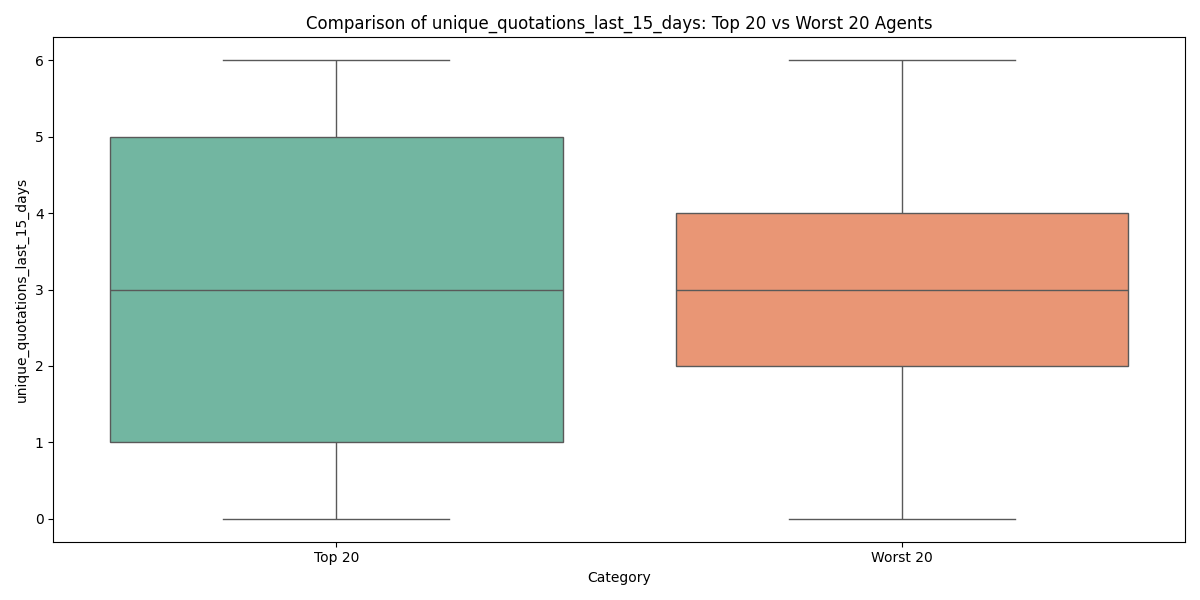 Comparison of unique_quotations_last_15_days: Top 20 vs Worst 20 Agents
unique_quotations_last_15_days
6
5
4
3
2
1
0
Top 20
Worst 20
Category